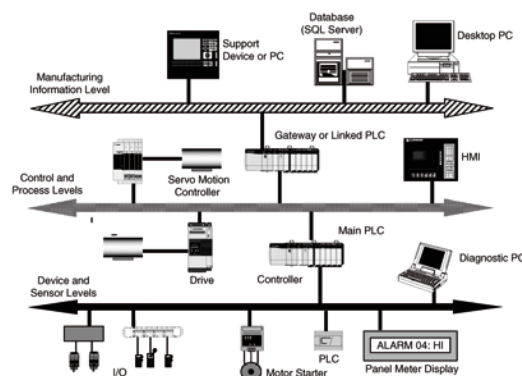 Database
(SQL Server)
Support
Device or PC
Desktop PC
Manufacturing
Information Level
Gateway or Linked PLC
HMI
Servo Motion
Controller
Control and
Process Levels
Main PLC
Diagnostic PC
Drive
Controller
Device and
Sensor Levels
ALARM 04: HI
PLC
I/O
Motor Starter
Panel Meter Display